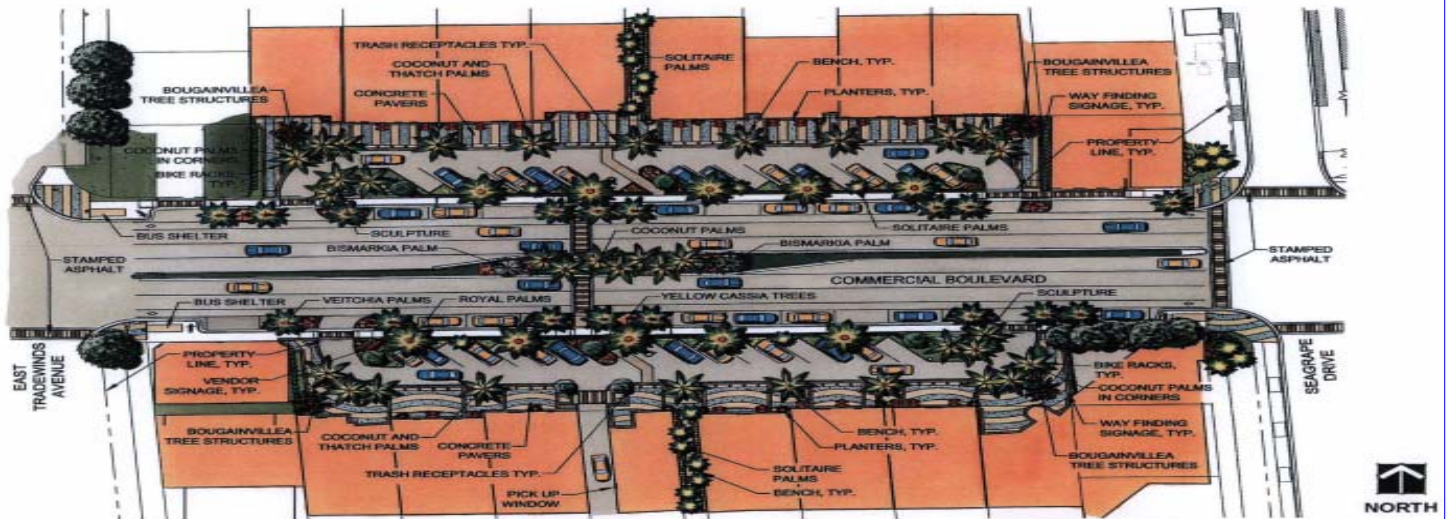 TRASH RECEPTACLES TYP.
COCONUT AND
THATCH PALMS
BOUGAINVILLEA
TREE STRUCTURES
CONCRETE
PAVERS
SOLITAIRE
PALMS
BENCH, TYP.
PLANTERS, TYP.
BOUGAINVILLEA
TREE STRUCTURES
WAY FINDING
SIGNAGE, TYP.
PROPERTY
LINE, TYP.
COCONUT PALMS
IN CORNERS
BIKE RACKS,
TYP.
BUS SHELTER
STAMPED
ASPHALT
SCULPTURE
BISMARKIA PALM
COCONUT PALMS
BISMARKIA PALM
SOLITAIRE PALMS
STAMPED
ASPHALT
COMMERCIAL BOULEVARD
BUS SHELTER
VEITCHIA PALMS
ROYAL PALMS
YELLOW CASSIA TREES
SCULPTURE
EAST
TRADEWINDS
AVENUE
SEAGRAPE
DRIVE
PROPERTY
LINE, TYP.
VENDOR
SIGNAGE, TYP.
BOUGAINVILLEA
TREE STRUCTURES
COCONUT AND
THATCH PALMS
CONCRETE
PAVERS
TRASH RECEPTACLES TYP.
PICK UP
WINDOW
BENCH, TYP.
PLANTERS, TYP.
SOLITAIRE
PALMS
BENCH, TYP.
BIKE RACKS,
TYP.
COCONUT PALMS
IN CORNERS
WAY FINDING
SIGNAGE, TYP.
BOUGAINVILLEA
TREE STRUCTURES
NORTH